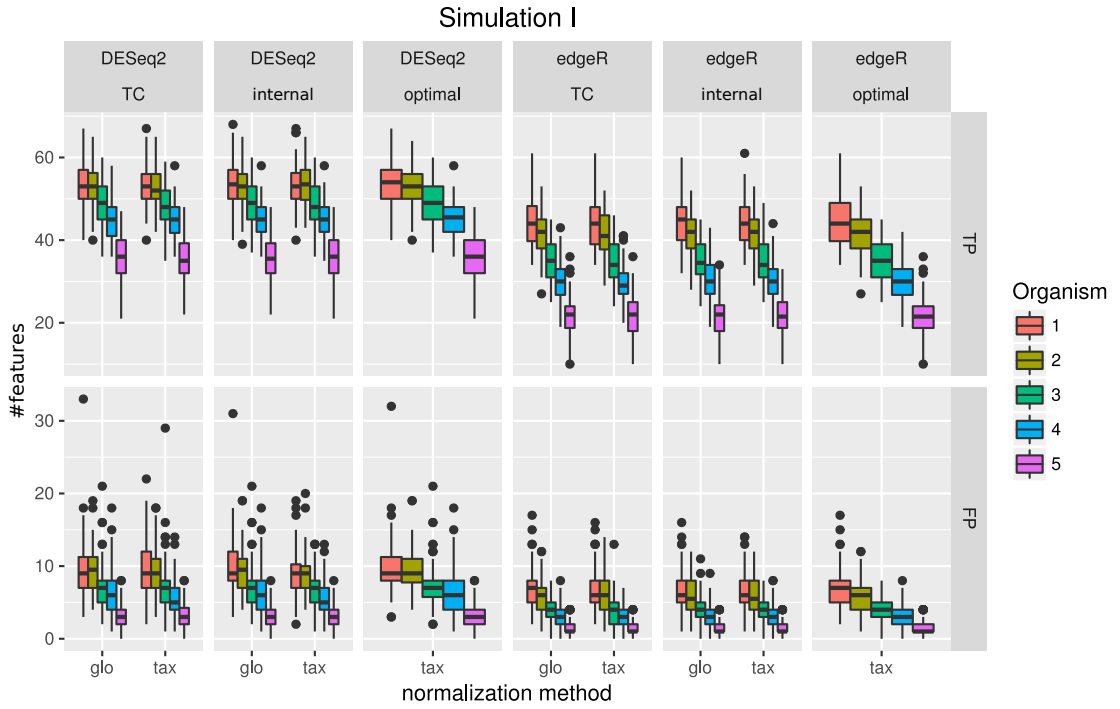 Simulation I
DESeq2 DESeq2 DESeq2 edgeR edgeR edgeR
TC internal optimal TC internal optimal
60
40
20
TP
30
20
10
0
FP
#features
glo tax glo tax tax glo tax glo tax tax
normalization method
Organism
1
2
3
4
5